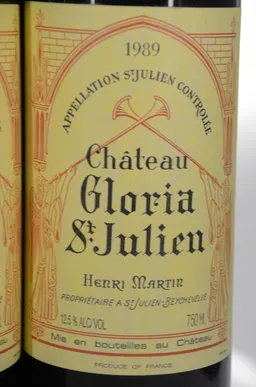 1989
APPELLATION ST JULIEN CONTROLÉE
Château
Gloria
St. Julien
HENRI MARTIN
PROPRIÉTAIRE A ST-JULIEN-BEYCHEVELLE
12.5 % ALC/VOL 750 ML
Mis en bouteilles au Château
PRODUCE OF FRANCE